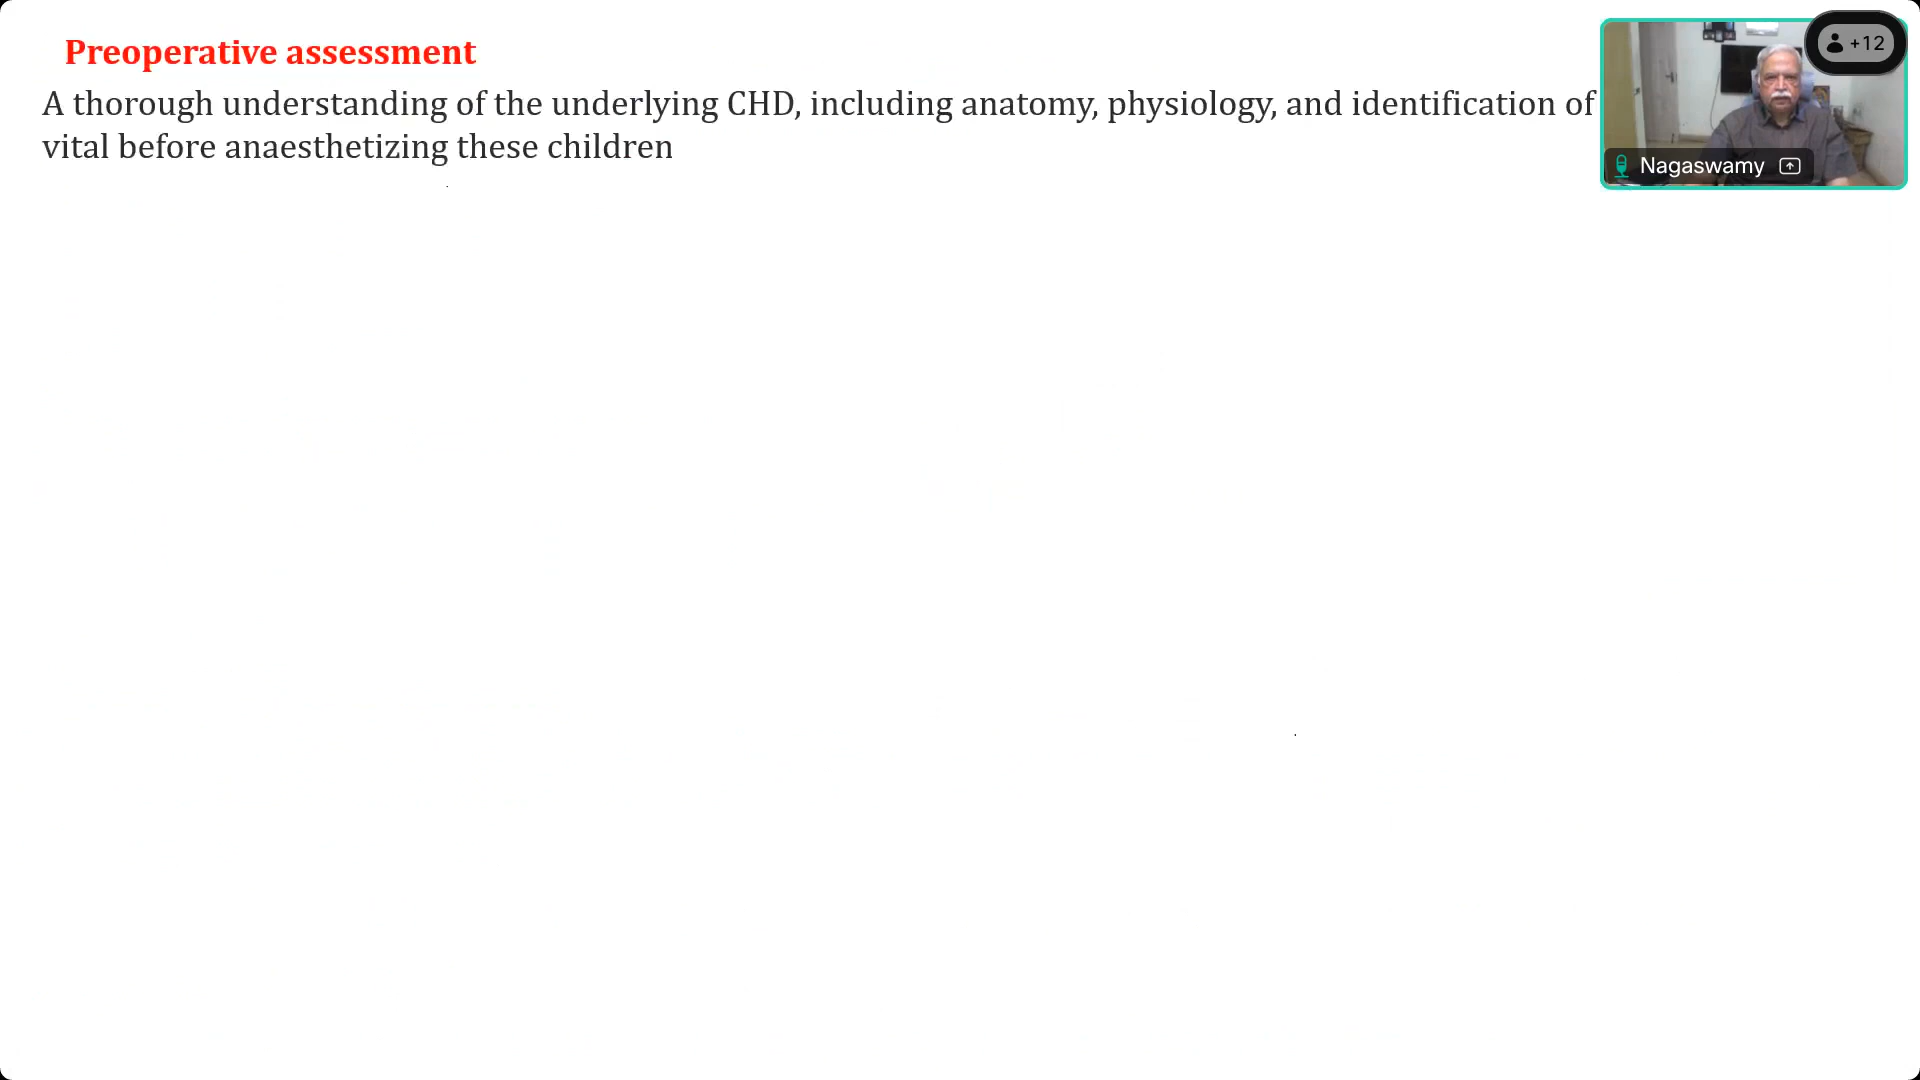 Preoperative assessment
A thorough understanding of the underlying CHD, including anatomy, physiology, and identification of
vital before anaesthetizing these children
+12
Nagaswamy